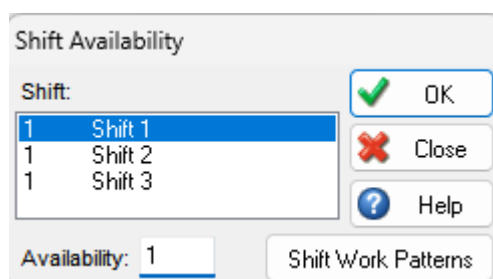 Shift Availability
Shift:
1 Shift 1
1 Shift 2
1 Shift 3
OK
Close
Help
Availability: 1
Shift Work Patterns